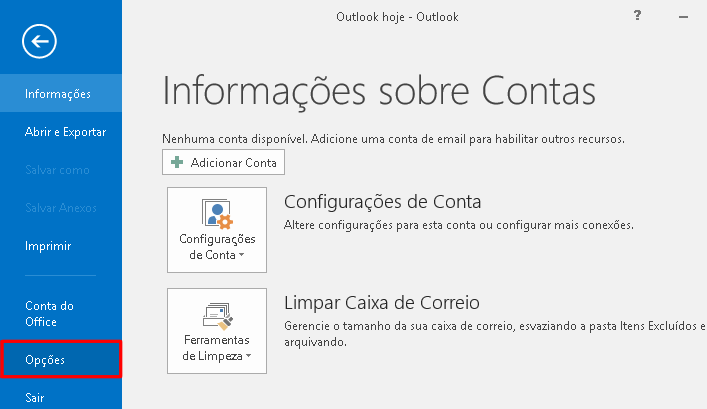 Outlook hoje - Outlook
?
Informações
Abrir e Exportar
Salvar como
Salvar Anexos
Imprimir
Conta do
Office
Opções
Sair
Informações sobre Contas
Nenhuma conta disponível. Adicione uma conta de email para habilitar outros recursos.
Adicionar Conta
Configurações
de Conta
Configurações de Conta
Altere configurações para esta conta ou configurar mais conexões.
Ferramentas
de Limpeza
Limpar Caixa de Correio
Gerencie o tamanho da sua caixa de correio, esvaziando a pasta Itens Excluídos e
arquivando.